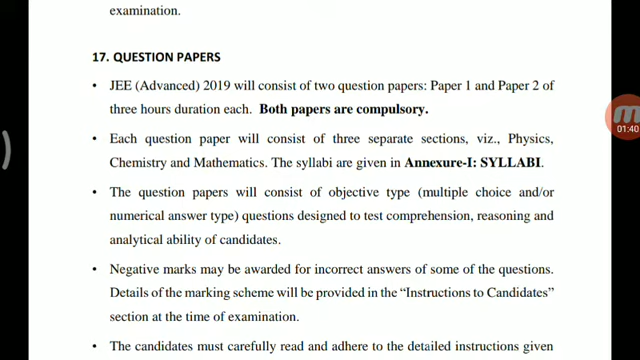 examination.
17. QUESTION PAPERS
• JEE (Advanced) 2019 will consist of two question papers: Paper 1 and Paper 2 of
three hours duration each. Both papers are compulsory.
• Each question paper will consist of three separate sections, viz., Physics,
Chemistry and Mathematics. The syllabi are given in Annexure-I: SYLLABI.
• The question papers will consist of objective type (multiple choice and/or
numerical answer type) questions designed to test comprehension, reasoning and
analytical ability of candidates.
• Negative marks may be awarded for incorrect answers of some of the questions.
Details of the marking scheme will be provided in the “Instructions to Candidates”
section at the time of examination.
• The candidates must carefully read and adhere to the detailed instructions given
01:40